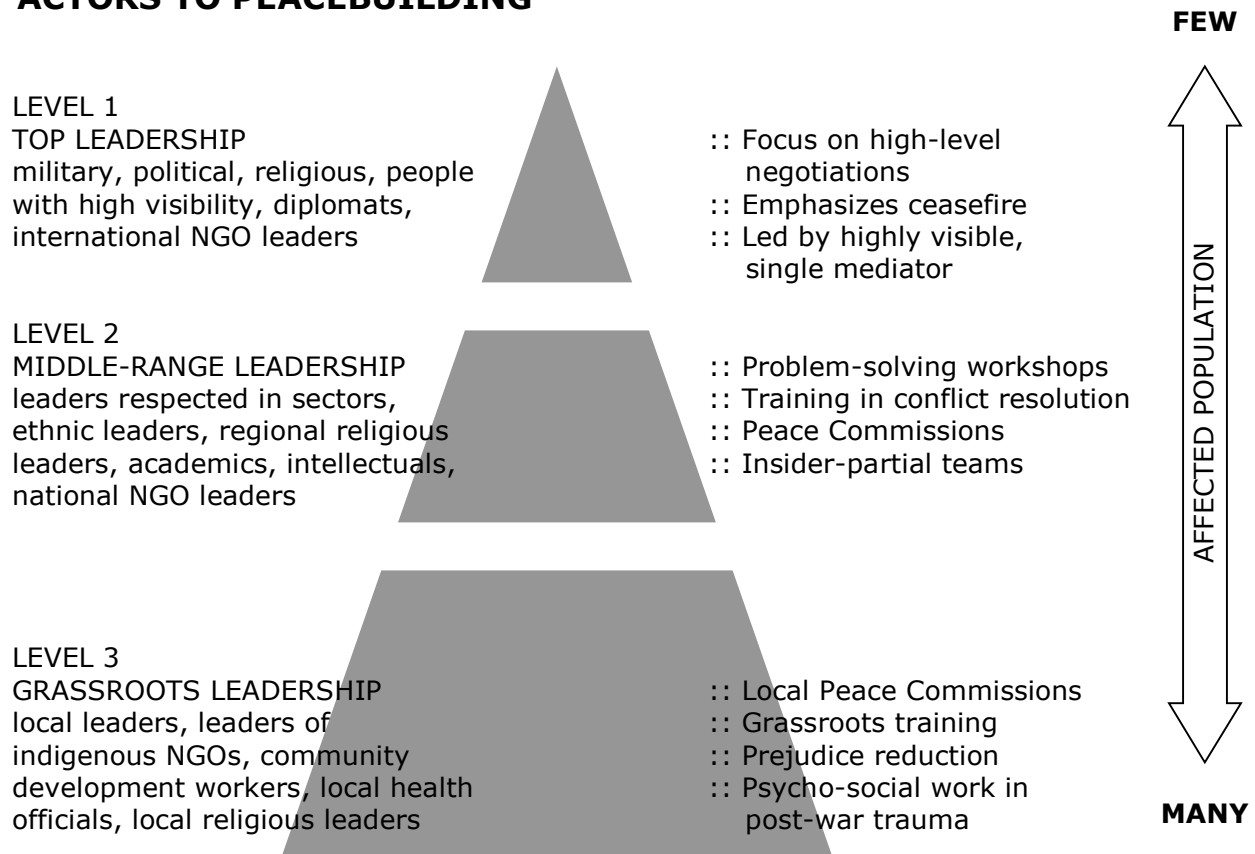 ACTORS TO PEACEBUILDING
FEW
LEVEL 1
TOP LEADERSHIP
military, political, religious, people
with high visibility, diplomats,
international NGO leaders
:: Focus on high-level
negotiations
:: Emphasizes ceasefire
:: Led by highly visible,
single mediator
LEVEL 2
MIDDLE-RANGE LEADERSHIP
leaders respected in sectors,
ethnic leaders, regional religious
leaders, academics, intellectuals,
national NGO leaders
:: Problem-solving workshops
:: Training in conflict resolution
:: Peace Commissions
:: Insider-partial teams
LEVEL 3
GRASSROOTS LEADERSHIP
local leaders, leaders of
indigenous NGOs, community
development workers, local health
officials, local religious leaders
:: Local Peace Commissions
:: Grassroots training
:: Prejudice reduction
:: Psycho-social work in
post-war trauma
AFFECTED POPULATION
MANY